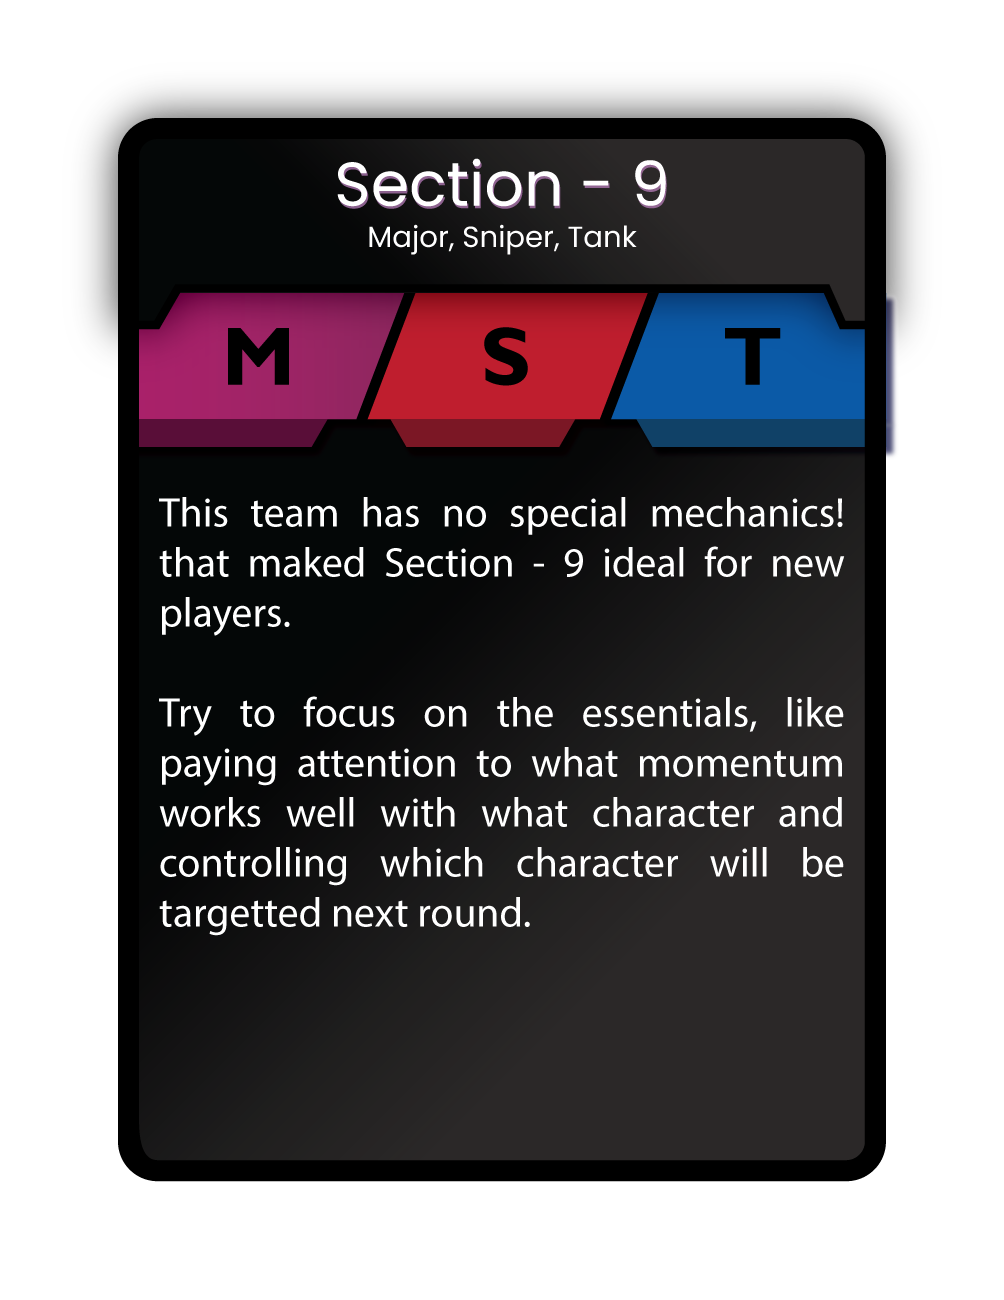 Section - 9
Major, Sniper, Tank
M S T
This team has no special mechanics!
that maked Section - 9 ideal for new
players.
Try to focus on the essentials, like
paying attention to what momentum
works well with what character and
controlling which character will be
targetted next round.